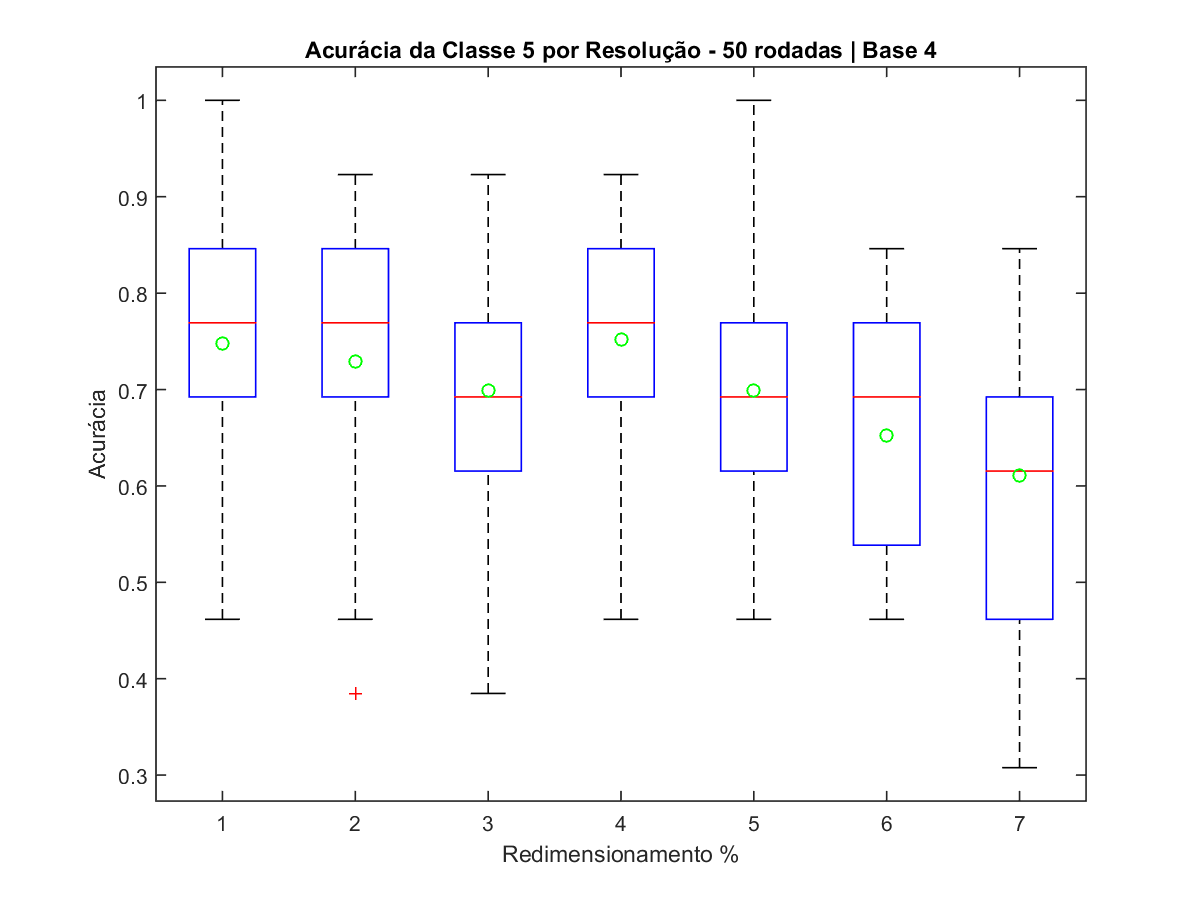 Acurácia da Classe 5 por Resolução - 50 rodadas | Base 4
1
0.9
0.8
0.7
0.6
0.5
0.4
0.3
Acurácia
1 2 3 4 5 6 7
Redimensionamento %